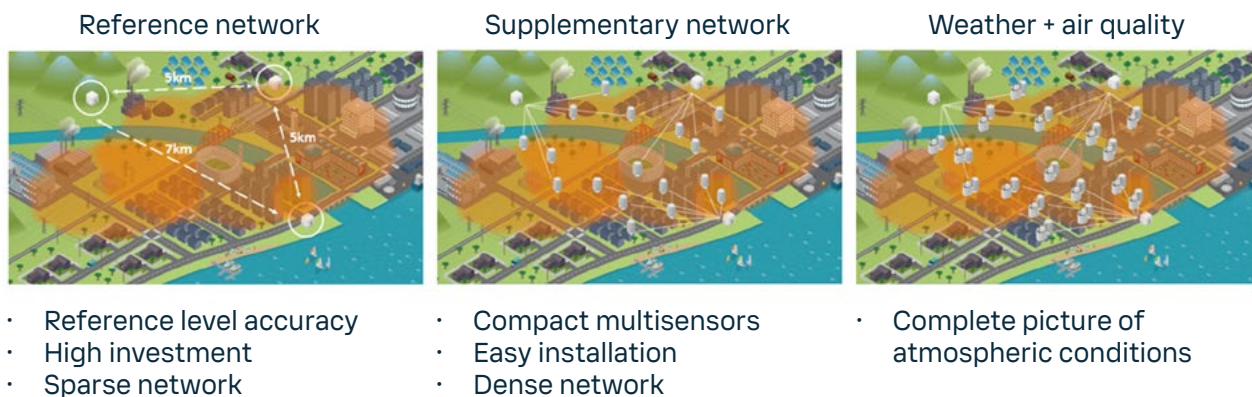 Reference network
Supplementary network
Weather + air quality
5km
5km
7km
· Reference level accuracy
· High investment
· Sparse network
· Compact multisensors
· Easy installation
· Dense network
· Complete picture of
atmospheric conditions